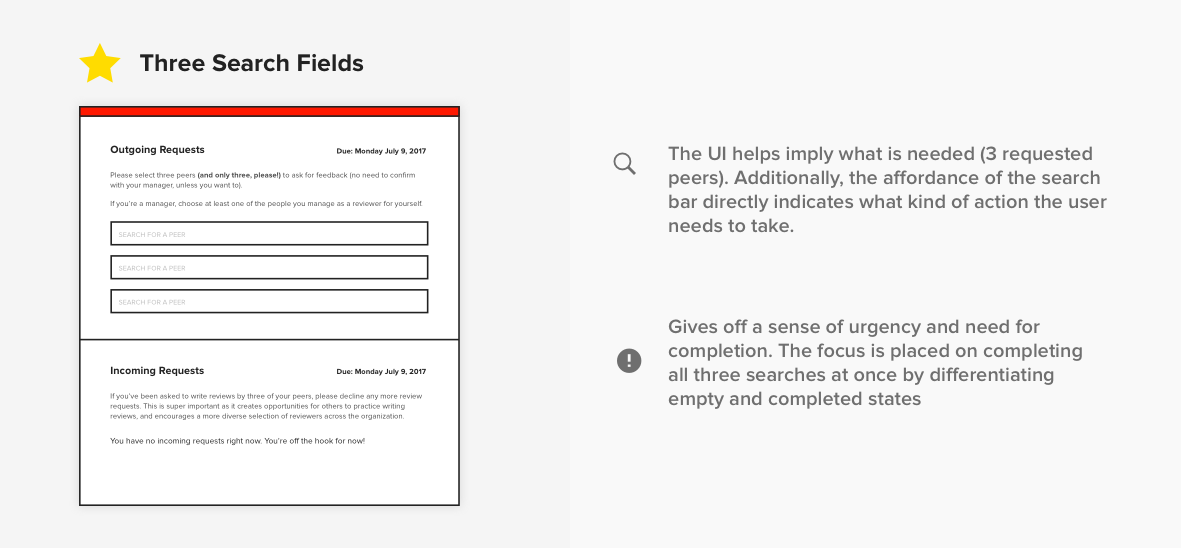 Three Search Fields
Outgoing Requests
Due: Monday July 9, 2017
Please select three peers (and only three, please!) to ask for feedback (no need to confirm
with your manager, unless you want to).
If you're a manager, choose at least one of the people you manage as a reviewer for yourself.
SEARCH FOR A PEER
SEARCH FOR A PEER
SEARCH FOR A PEER
Incoming Requests
Due: Monday July 9, 2017
If you've been asked to write reviews by three of your peers, please decline any more review
requests. This is super important as it creates opportunities for others to practice writing
reviews, and encourages a more diverse selection of reviewers across the organization.
You have no incoming requests right now. You're off the hook for now!
The UI helps imply what is needed (3 requested
peers). Additionally, the affordance of the search
bar directly indicates what kind of action the user
needs to take.
Gives off a sense of urgency and need for
completion. The focus is placed on completing
all three searches at once by differentiating
empty and completed states